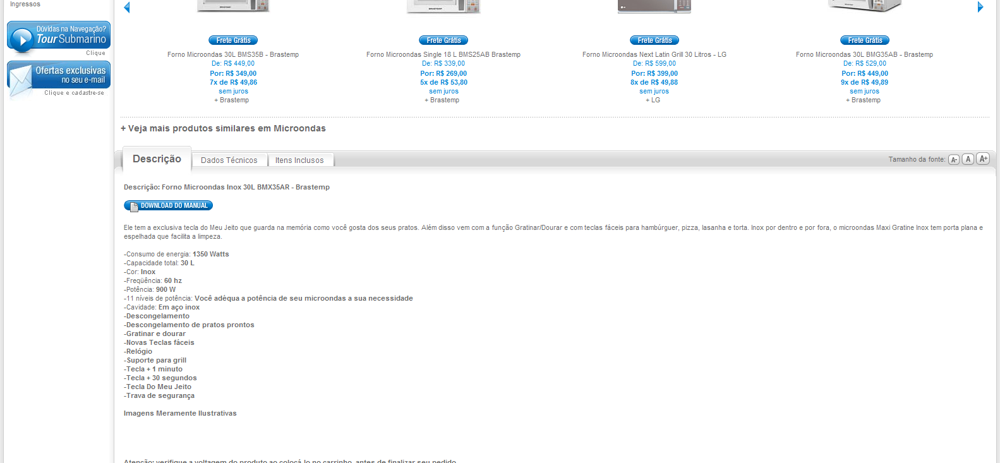 Ingressos
Dúvidas na Navegação?
Tour Submarino
Clique
Ofertas exclusivas
no seu e-mail
Clique e cadastre-se
BRASTEMP
BRASTEMP
LG
Frete Grátis
Forno Microondas 30L BMS35B - Brastemp
De: R$ 449,00
Por: R$ 349,00
7x de R$ 49,86
sem juros
+ Brastemp
Frete Grátis
Forno Microondas Single 18 L BMS25AB Brastemp
De: R$ 339,00
Por: R$ 269,00
5x de R$ 53,80
sem juros
+ Brastemp
Frete Grátis
Forno Microondas Next Latin Grill 30 Litros - LG
De: R$ 599,00
Por: R$ 399,00
8x de R$ 49,88
sem juros
+ LG
Frete Grátis
Forno Microondas 30L BMG35AB - Brastemp
De: R$ 529,00
Por: R$ 449,00
9x de R$ 49,89
sem juros
+ Brastemp
+ Veja mais produtos similares em Microondas
Descrição
Dados Técnicos
Itens Inclusos
Tamanho da fonte: A- A A+
Descrição: Forno Microondas Inox 30L BMX35AR - Brastemp
DOWNLOAD DO MANUAL
Ele tem a exclusiva tecla do Meu Jeito que guarda na memória como você gosta dos seus pratos. Além disso vem com a função Gratinar/Dourar e com teclas fáceis para hambúrguer, pizza, lasanha e torta. Inox por dentro e por fora, o microondas Maxi Gratine Inox tem porta plana e
espelhada que facilita a limpeza.
-Consumo de energia: 1350 Watts
-Capacidade total: 30 L
-Cor: Inox
-Freqüência: 60 hz
-Potência: 900 W
-11 níveis de potência: Você adéqua a potência de seu microondas a sua necessidade
-Cavidade: Em aço inox
-Descongelamento
-Descongelamento de pratos prontos
-Gratinar e dourar
-Novas Teclas fáceis
-Relógio
-Suporte para grill
-Tecla + 1 minuto
-Tecla + 30 segundos
-Tecla Do Meu Jeito
-Trava de segurança
Imagens Meramente Ilustrativas
Atenção: verifique a voltagem do produto ao colocá-lo no carrinho, antes de finalizar seu pedido